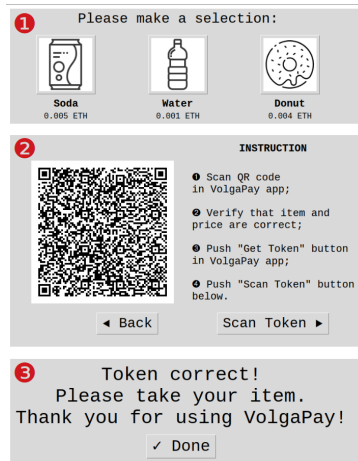 1
Please make a selection:
Soda Water Donut
0.005 ETH 0.001 ETH 0.004 ETH
2
INSTRUCTION
❶ Scan QR code
in VolgaPay app;
❷ Verify that item and
price are correct;
❸ Push "Get Token" button
in VolgaPay app;
❹ Push "Scan Token" button
below.
◄ Back Scan Token ►
3
Token correct!
Please take your item.
Thank you for using VolgaPay!
✓ Done